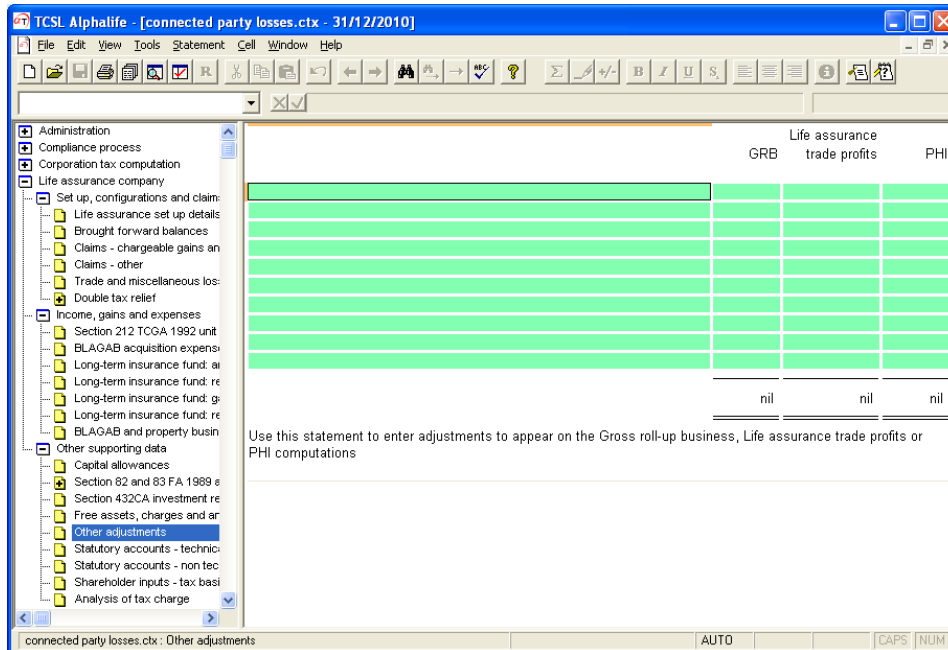 TCSL Alphalife - [connected party losses.ctx - 31/12/2010]
File Edit View Tools Statement Cell Window Help
R ABC ? Σ +/- B I U S
Administration
Compliance process
Corporation tax computation
Life assurance company
Set up, configurations and claim
Life assurance set up details
Brought forward balances
Claims - chargeable gains an
Claims - other
Trade and miscellaneous los
Double tax relief
Income, gains and expenses
Section 212 TCGA 1992 unit
BLAGAB acquisition expens
Long-term insurance fund: a
Long-term insurance fund: re
Long-term insurance fund: g
Long-term insurance fund: re
BLAGAB and property busin
Other supporting data
Capital allowances
Section 82 and 83 FA 1989 a
Section 432CA investment re
Free assets, charges and an
Other adjustments
Statutory accounts - technic
Statutory accounts - non tec
Shareholder inputs - tax basi
Analysis of tax charge
Life assurance
GRB trade profits PHI
nil nil nil
Use this statement to enter adjustments to appear on the Gross roll-up business, Life assurance trade profits or
PHI computations
connected party losses.ctx : Other adjustments AUTO CAPS NUM